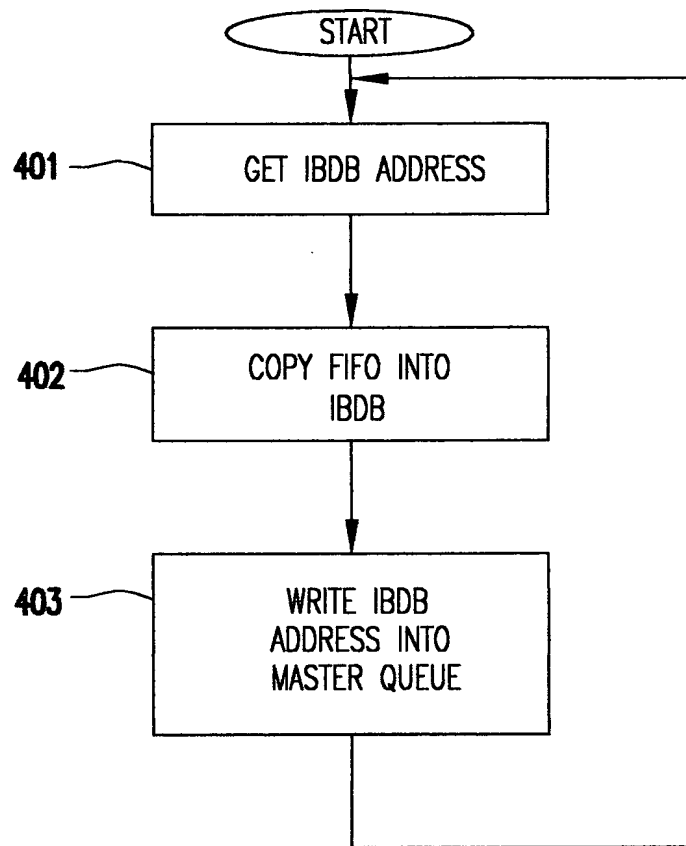 START
401
GET IBDB ADDRESS
402
COPY FIFO INTO
IBDB
403
WRITE IBDB
ADDRESS INTO
MASTER QUEUE